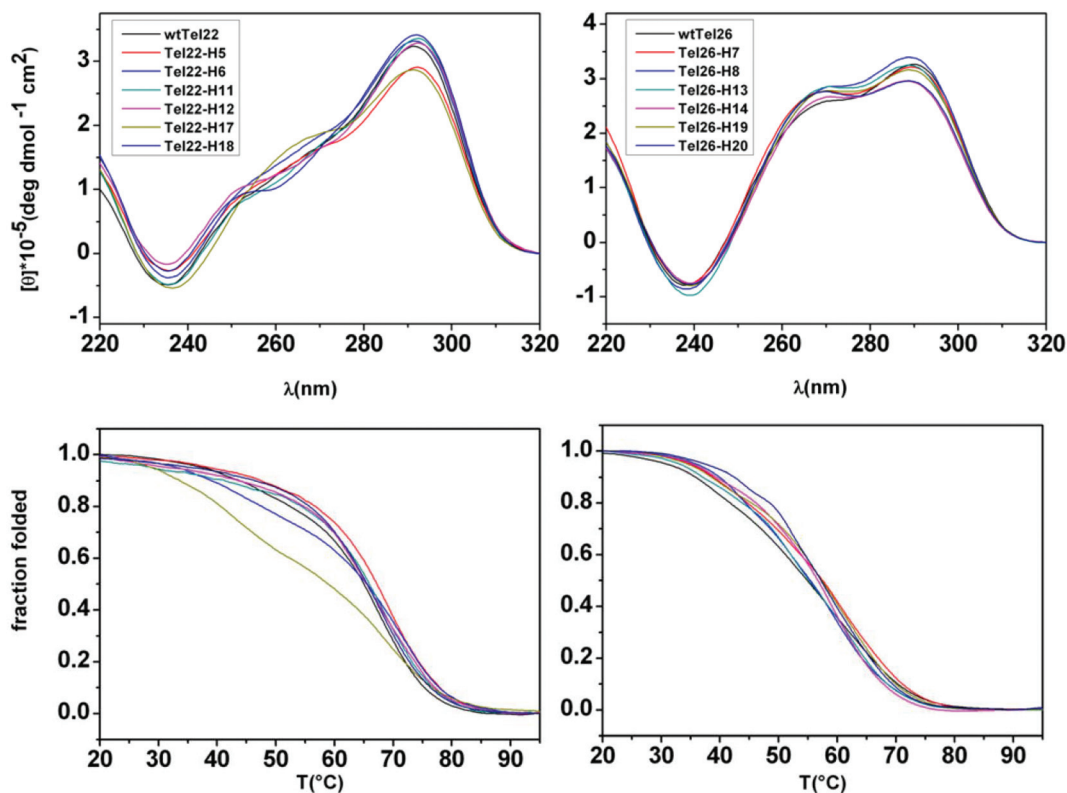 [θ]*10⁻⁵(deg dmol ⁻¹ cm²)
3
2
1
0
-1
wtTel22
Tel22-H5
Tel22-H6
Tel22-H11
Tel22-H12
Tel22-H17
Tel22-H18
220 240 260 280 300 320
λ(nm)
4
3
2
1
0
-1
wtTel26
Tel26-H7
Tel26-H8
Tel26-H13
Tel26-H14
Tel26-H19
Tel26-H20
220 240 260 280 300 320
λ(nm)
fraction folded
1.0
0.8
0.6
0.4
0.2
0.0
20 30 40 50 60 70 80 90
T(°C)
1.0
0.8
0.6
0.4
0.2
0.0
20 30 40 50 60 70 80 90
T(°C)